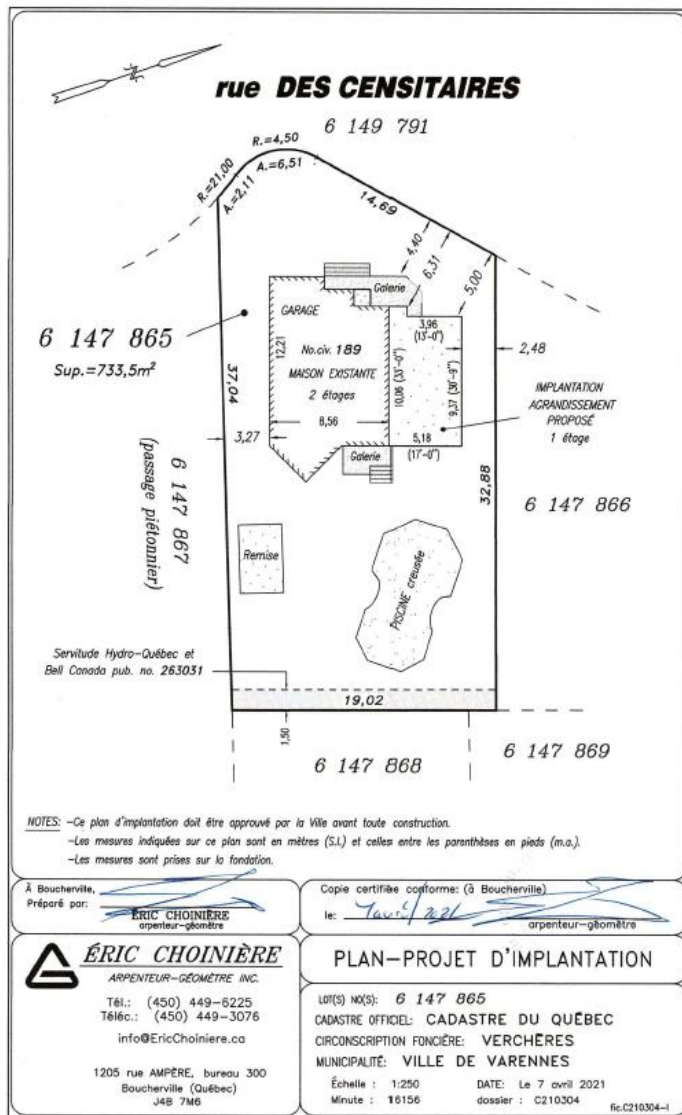 rue DES CENSITAIRES
6 149 791
R.=4,50
A.=6,51
R.=21,00
A.=2,11
14,69
4,40
6,31
5,00
Galerie
GARAGE
3,96
(13'-0")
6 147 865
Sup.=733,5m²
12,21
No.civ. 189
MAISON EXISTANTE
2 étages
8,56
10,06 (33'-0")
9,37 (30'-9")
2,48
IMPLANTATION
AGRANDISSEMENT
PROPOSÉ
1 étage
37,04
3,27
5,18
(17'-0")
Galerie
32,88
6 147 867
(passage piétonnier)
6 147 866
Remise
PISCINE creusée
Servitude Hydro-Québec et
Bell Canada pub. no. 263031
19,02
1,50
6 147 868
6 147 869
NOTES: -Ce plan d'implantation doit être approuvé par la Ville avant toute construction.
-Les mesures indiquées sur ce plan sont en mètres (S.I.) et celles entre les parenthèses en pieds (m.a.).
-Les mesures sont prises sur la fondation.
À Boucherville,
Préparé par:
ÉRIC CHOINIÈRE
arpenteur-géomètre
Copie certifiée conforme: (à Boucherville)
le: 7 avril 2021
arpenteur-géomètre
ÉRIC CHOINIÈRE
ARPENTEUR-GÉOMÈTRE INC.
Tél.: (450) 449-6225
Téléc.: (450) 449-3076
info@EricChoiniere.ca
1205 rue AMPÈRE, bureau 300
Boucherville (Québec)
J4B 7M6
PLAN-PROJET D'IMPLANTATION
LOT(S) NO(S): 6 147 865
CADASTRE OFFICIEL: CADASTRE DU QUÉBEC
CIRCONSCRIPTION FONCIÈRE: VERCHÈRES
MUNICIPALITÉ: VILLE DE VARENNES
Échelle : 1:250 DATE: Le 7 avril 2021
Minute : 16156 dossier : C210304
fic.C210304-I